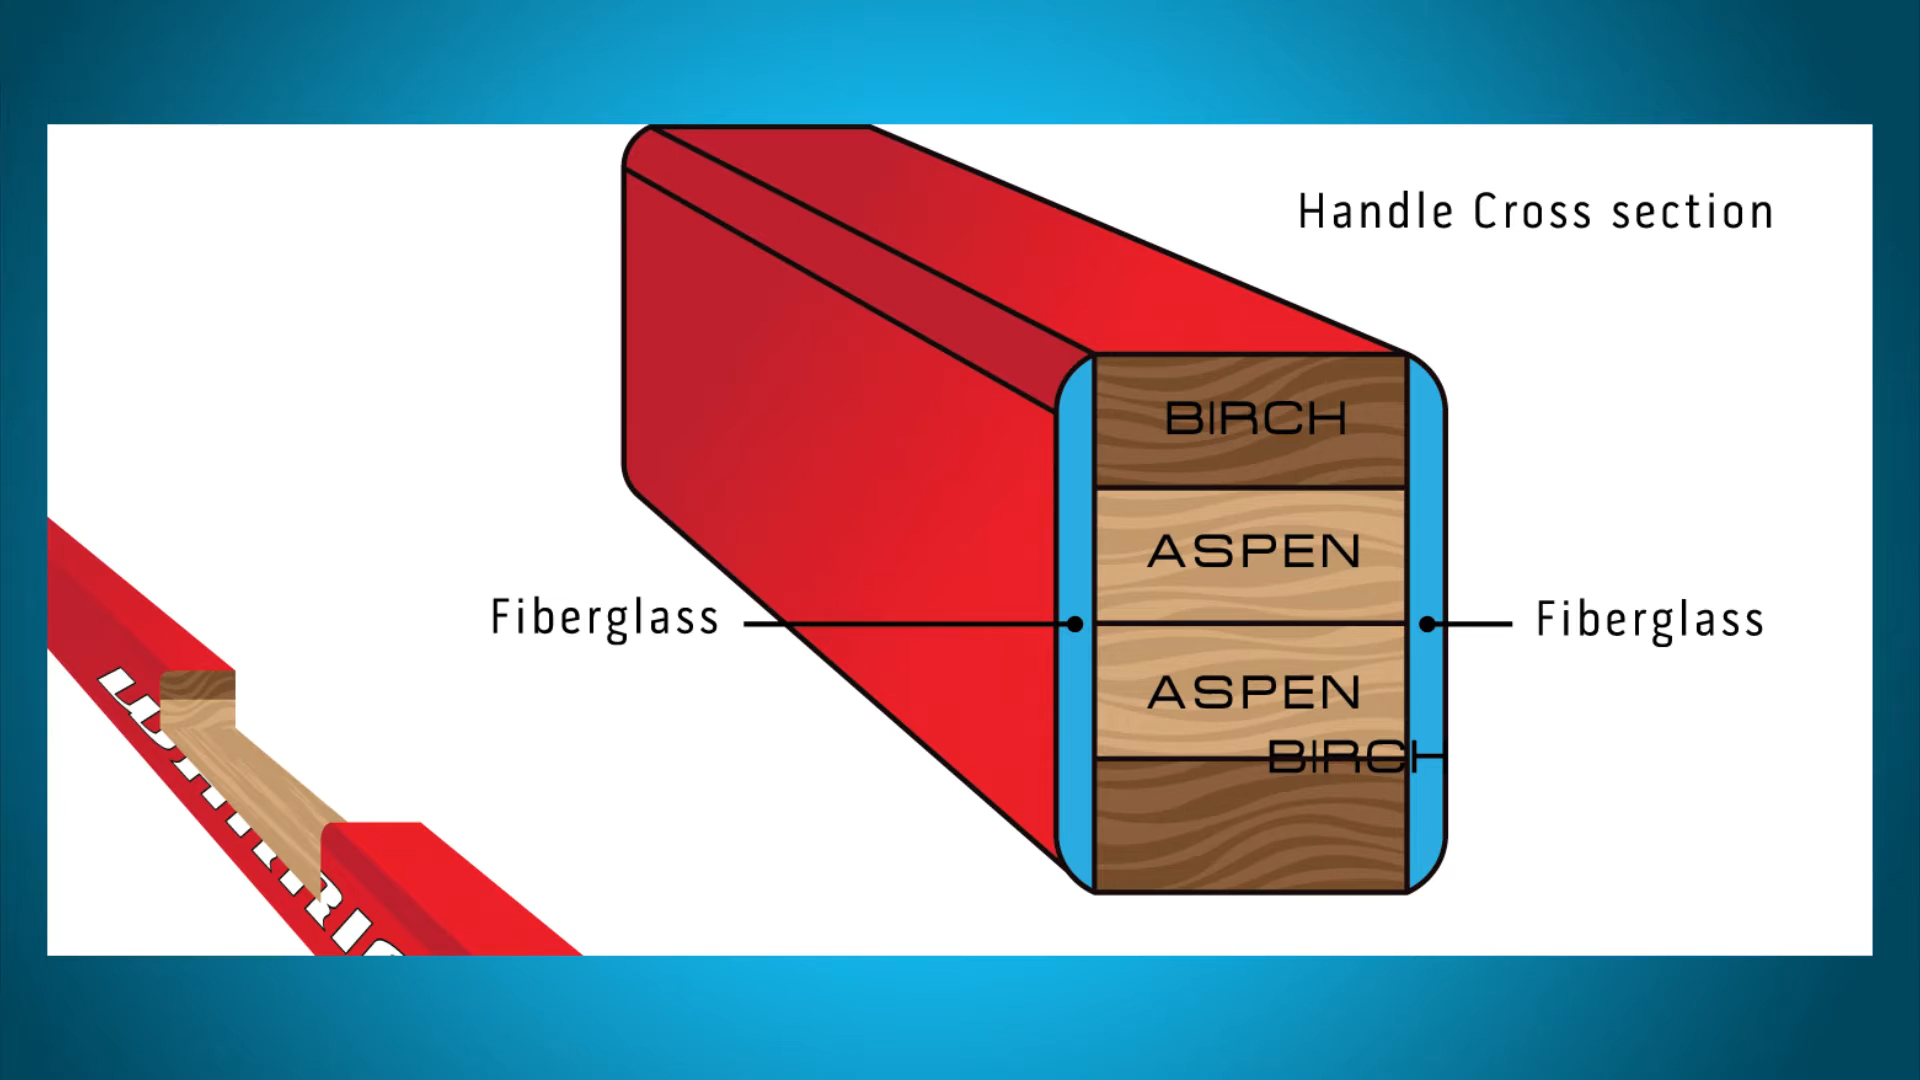 Handle Cross section
BIRCH
ASPEN
Fiberglass
Fiberglass
ASPEN
BIRCH